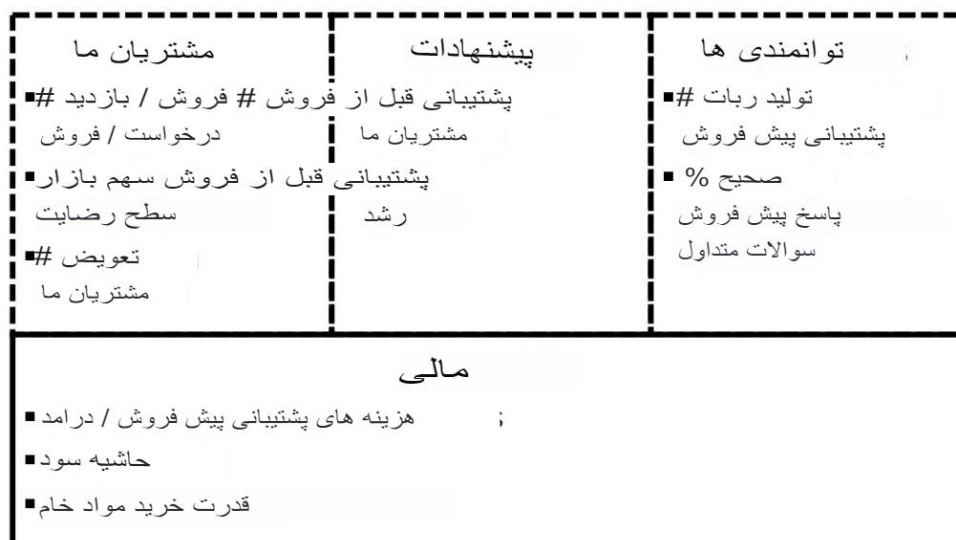 مشتریان ما
پیشنهادات
توانمندی ها
پشتیبانی قبل از فروش # فروش / بازدید #
درخواست / فروش
مشتریان ما
پشتیبانی قبل از فروش سهم بازار
سطح رضایت
رشد
تعویض #
مشتریان ما
تولید ربات #
پشتیبانی پیش فروش
صحیح %
پاسخ پیش فروش
سوالات متداول
مالی
هزینه های پشتیبانی پیش فروش / درامد
حاشیه سود
قدرت خرید مواد خام